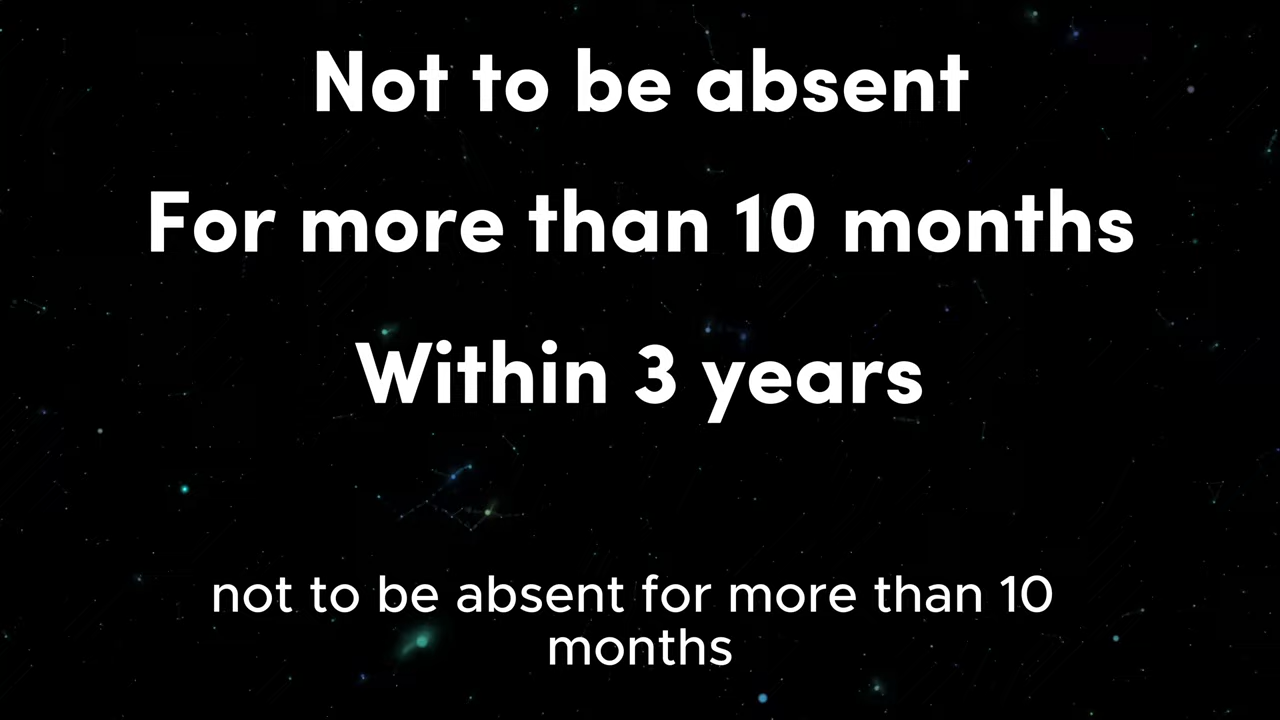 Not to be absent
For more than 10 months
Within 3 years
not to be absent for more than 10
months